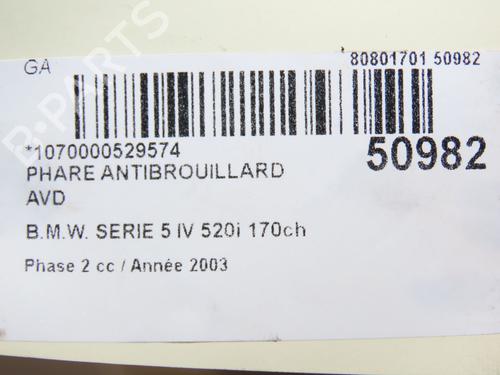 GA
80801701 50982
*1070000529574
50982
PHARE ANTIBROUILLARD
AVD
B.M.W. SERIE 5 IV 520i 170ch
Phase 2 cc / Année 2003
B-PARTS